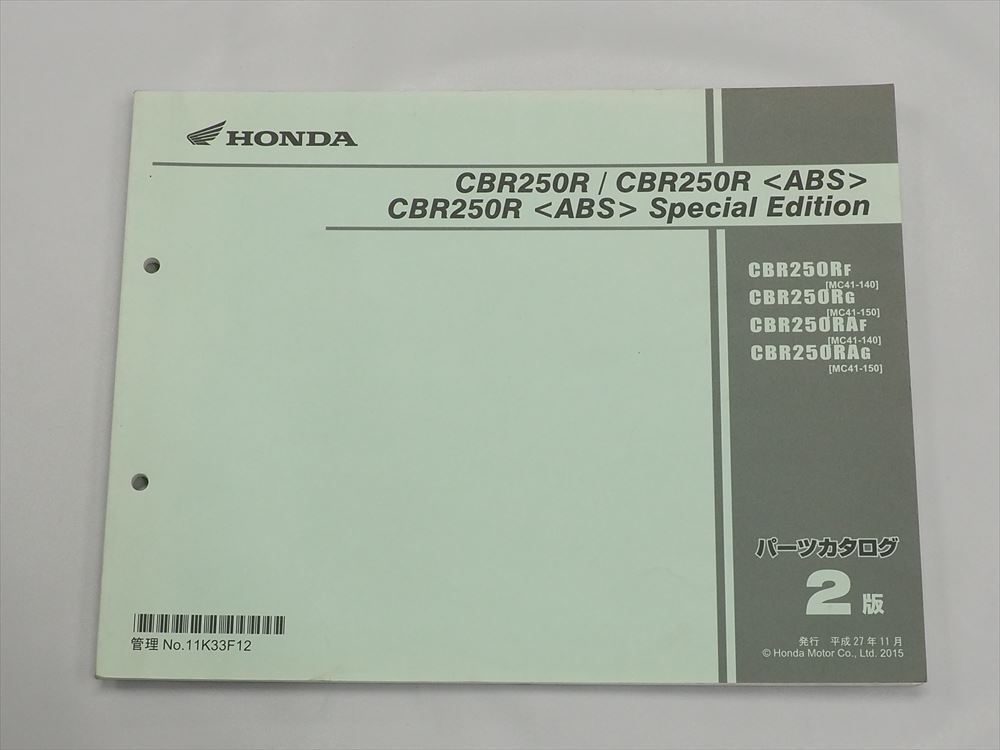 HONDA
CBR250R / CBR250R <ABS>
CBR250R <ABS> Special Edition
CBR250RF
[MC41-140]
CBR250RG
[MC41-150]
CBR250RAF
[MC41-140]
CBR250RAG
[MC41-150]
パーツカタログ
2版
管理 No.11K33F12
発行 平成27年11月
© Honda Motor Co., Ltd. 2015